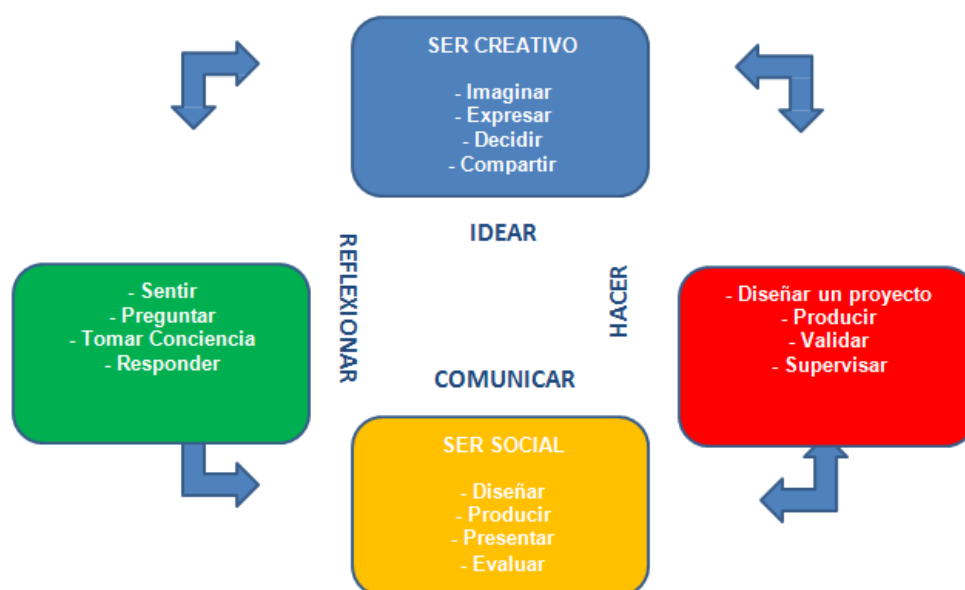 SER CREATIVO
- Imaginar
- Expresar
- Decidir
- Compartir
IDEAR
REFLEXIONAR
HACER
- Sentir
- Preguntar
- Tomar Conciencia
- Responder
- Diseñar un proyecto
- Producir
- Validar
- Supervisar
COMUNICAR
SER SOCIAL
- Diseñar
- Producir
- Presentar
- Evaluar